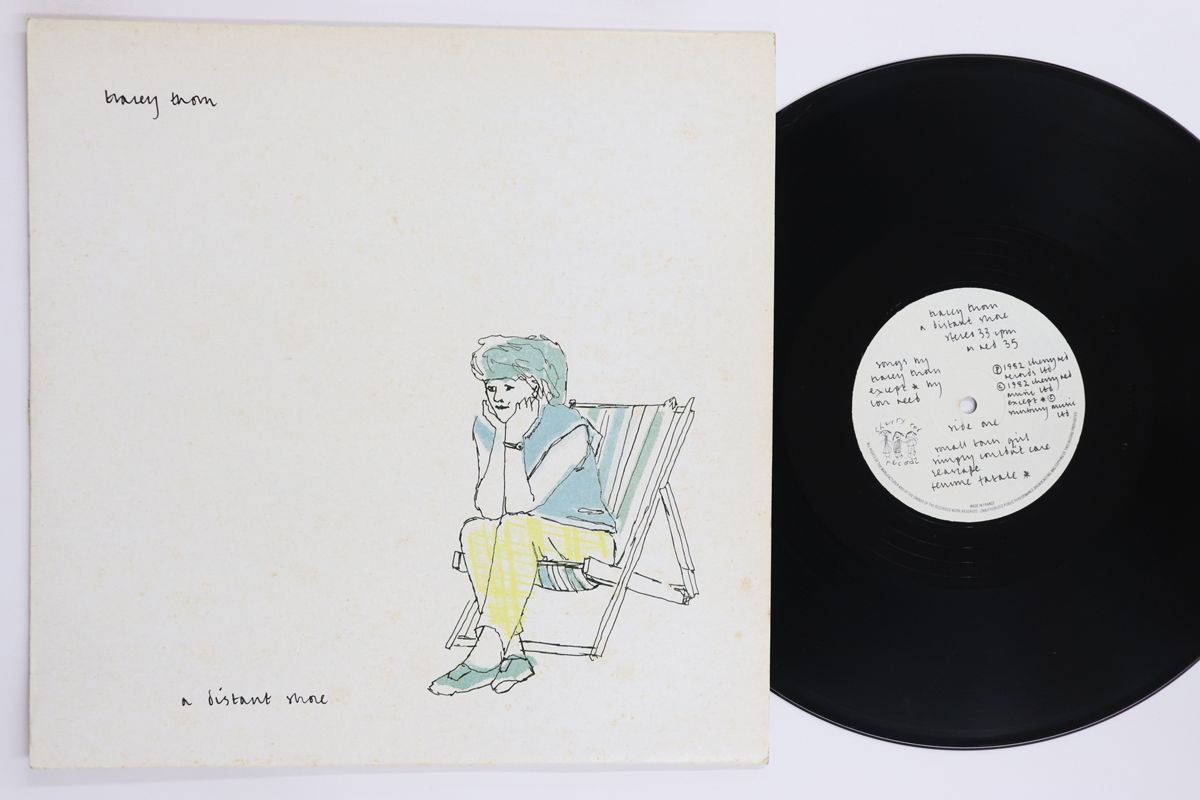 tracey thorn
a distant shore
tracey thorn
a distant shore
stereo 33 rpm
m red 35
songs by
tracey thorn
except * by
lou reed
Ⓟ 1982 cherry red
records ltd
© 1982 cherry red
music ltd
except * ©
sunbury music
ltd
cherry red
records
side one
small town girl
simply couldn't care
seascape
femme fatale *
MADE IN FRANCE